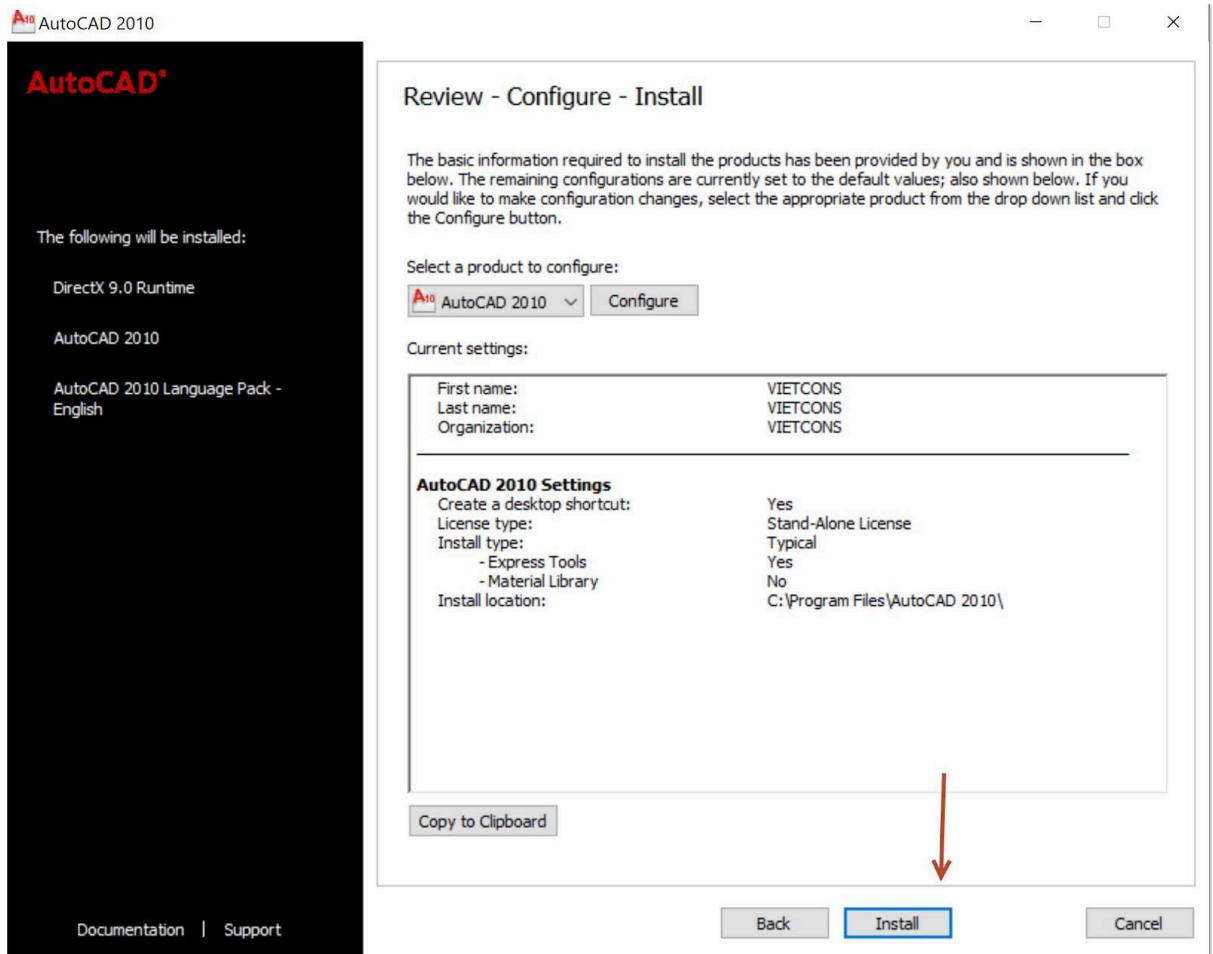 AutoCAD 2010
AutoCAD®
The following will be installed:
DirectX 9.0 Runtime
AutoCAD 2010
AutoCAD 2010 Language Pack -
English
Documentation | Support
Review - Configure - Install
The basic information required to install the products has been provided by you and is shown in the box
below. The remaining configurations are currently set to the default values; also shown below. If you
would like to make configuration changes, select the appropriate product from the drop down list and click
the Configure button.
Select a product to configure:
A10 AutoCAD 2010 Configure
Current settings:
First name: VIETCONS
Last name: VIETCONS
Organization: VIETCONS
AutoCAD 2010 Settings
Create a desktop shortcut: Yes
License type: Stand-Alone License
Install type: Typical
- Express Tools Yes
- Material Library No
Install location: C:\Program Files\AutoCAD 2010\
Copy to Clipboard
Back Install Cancel